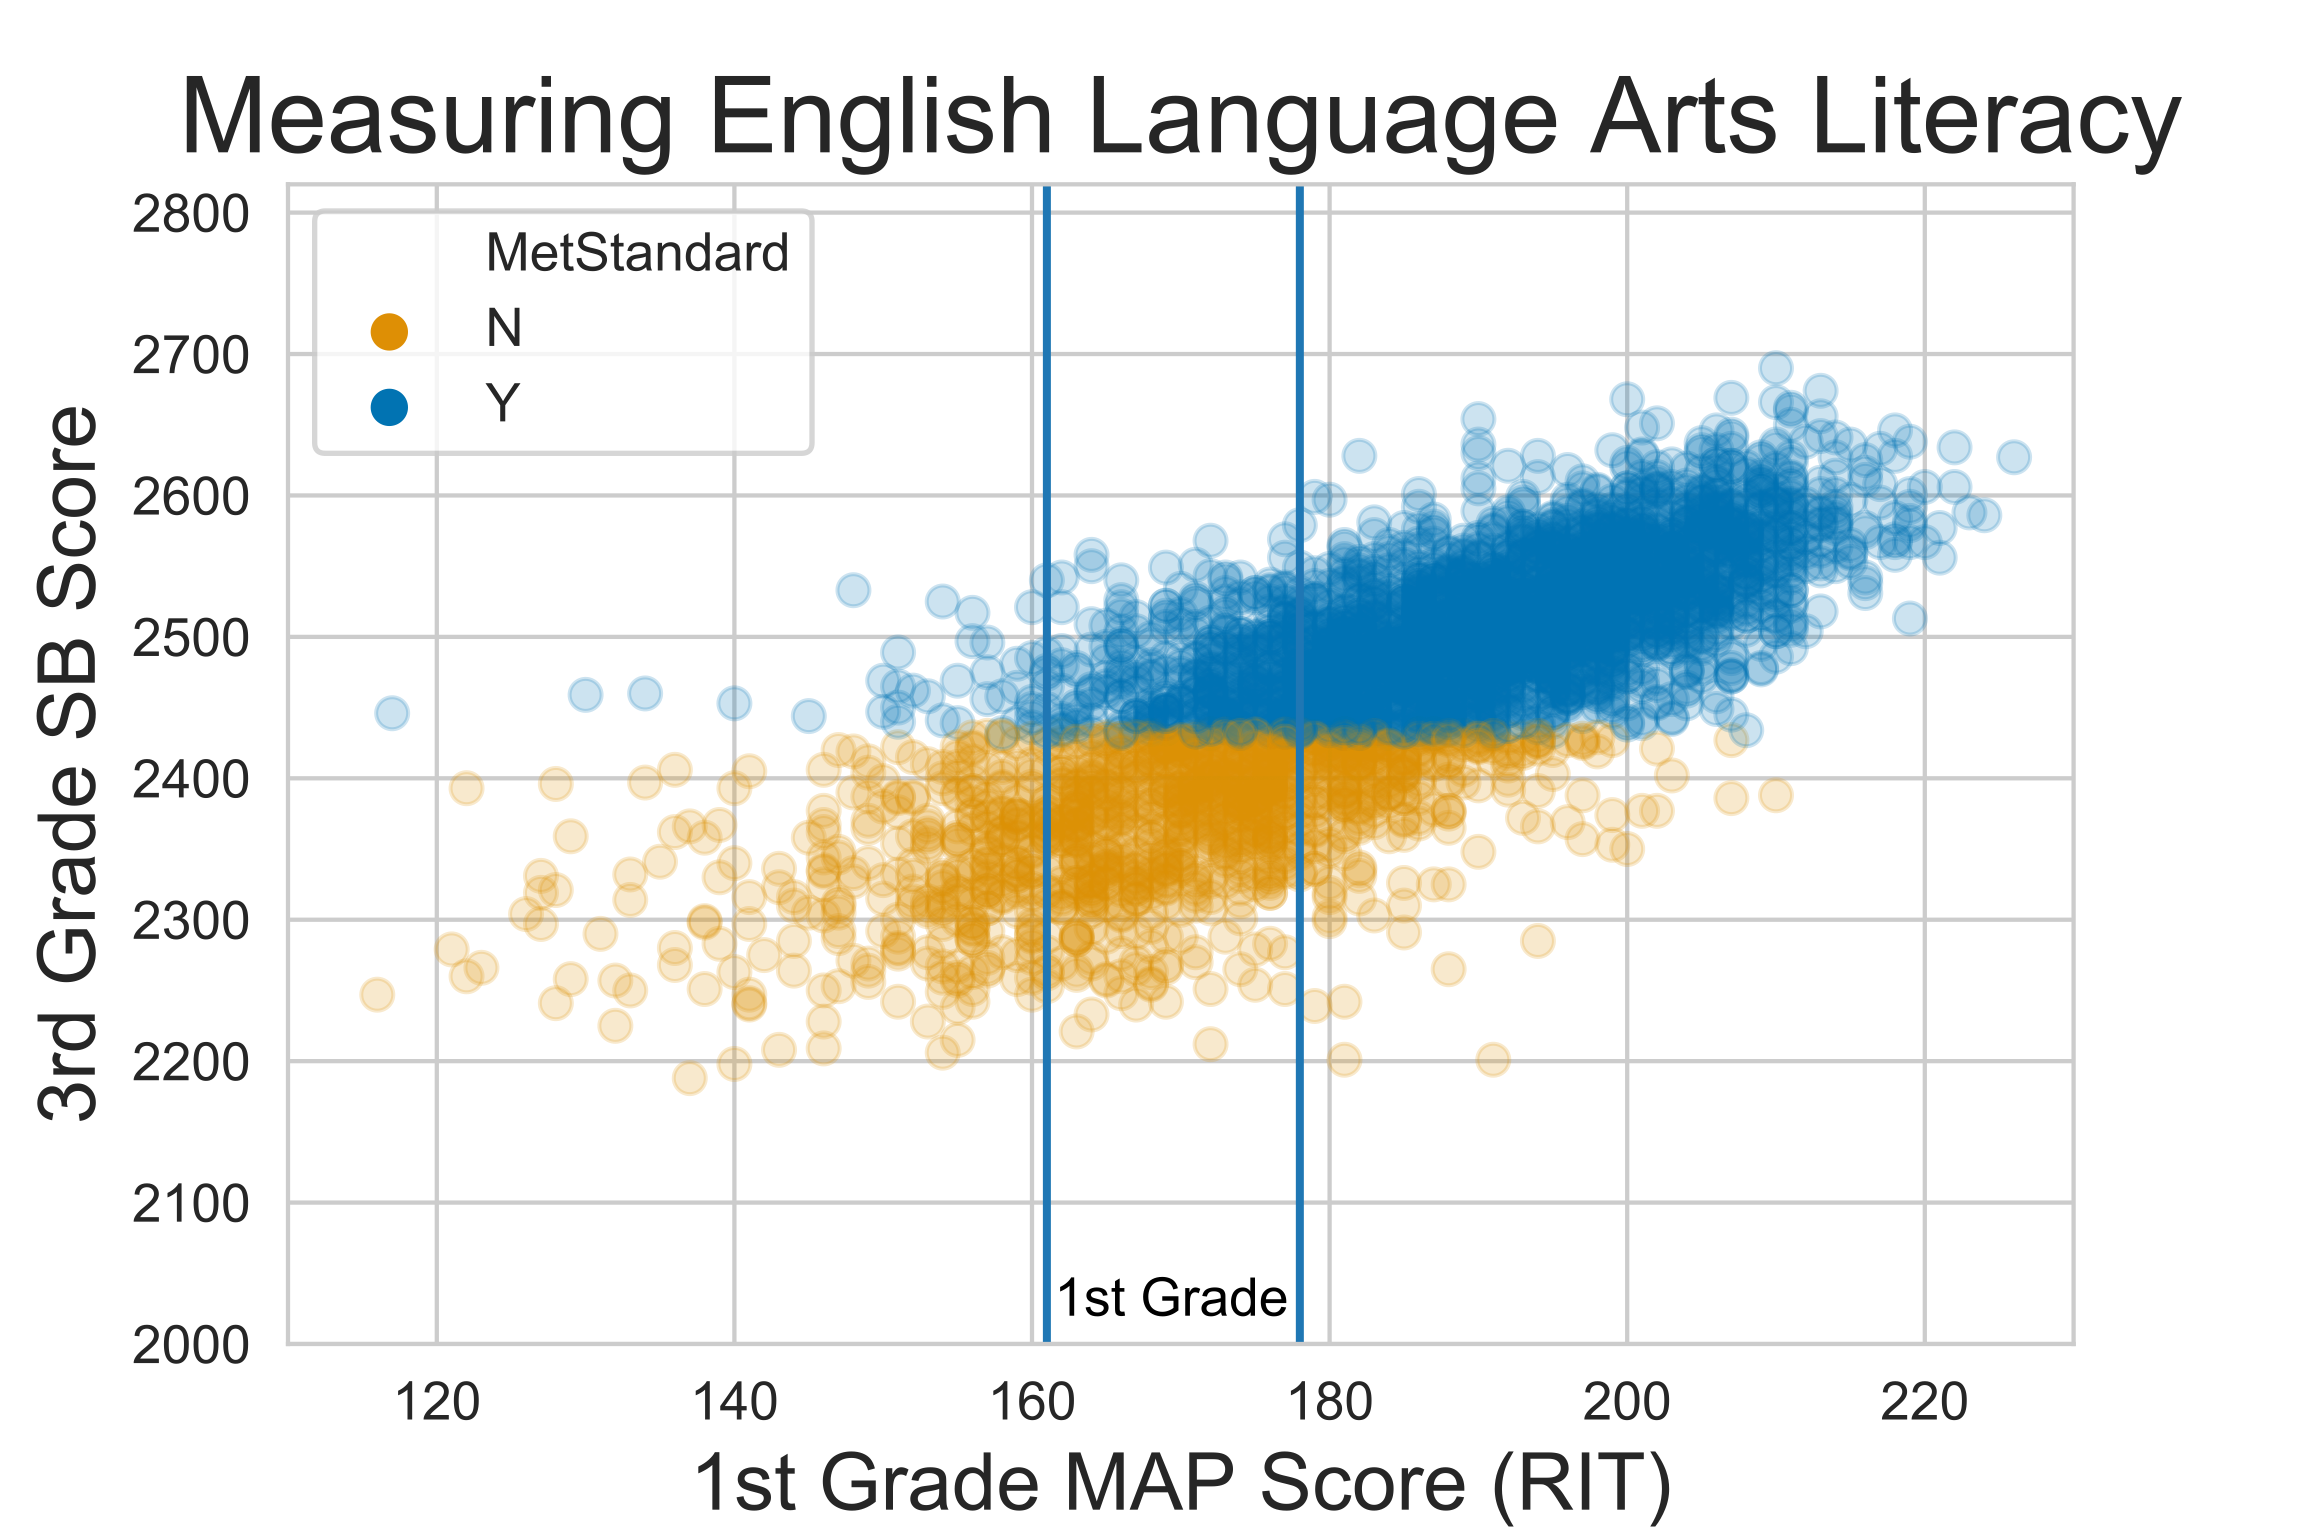 Measuring English Language Arts Literacy
2800
2700
2600
2500
2400
2300
2200
2100
2000
3rd Grade SB Score
MetStandard
N
Y
1st Grade
120 140 160 180 200 220
1st Grade MAP Score (RIT)